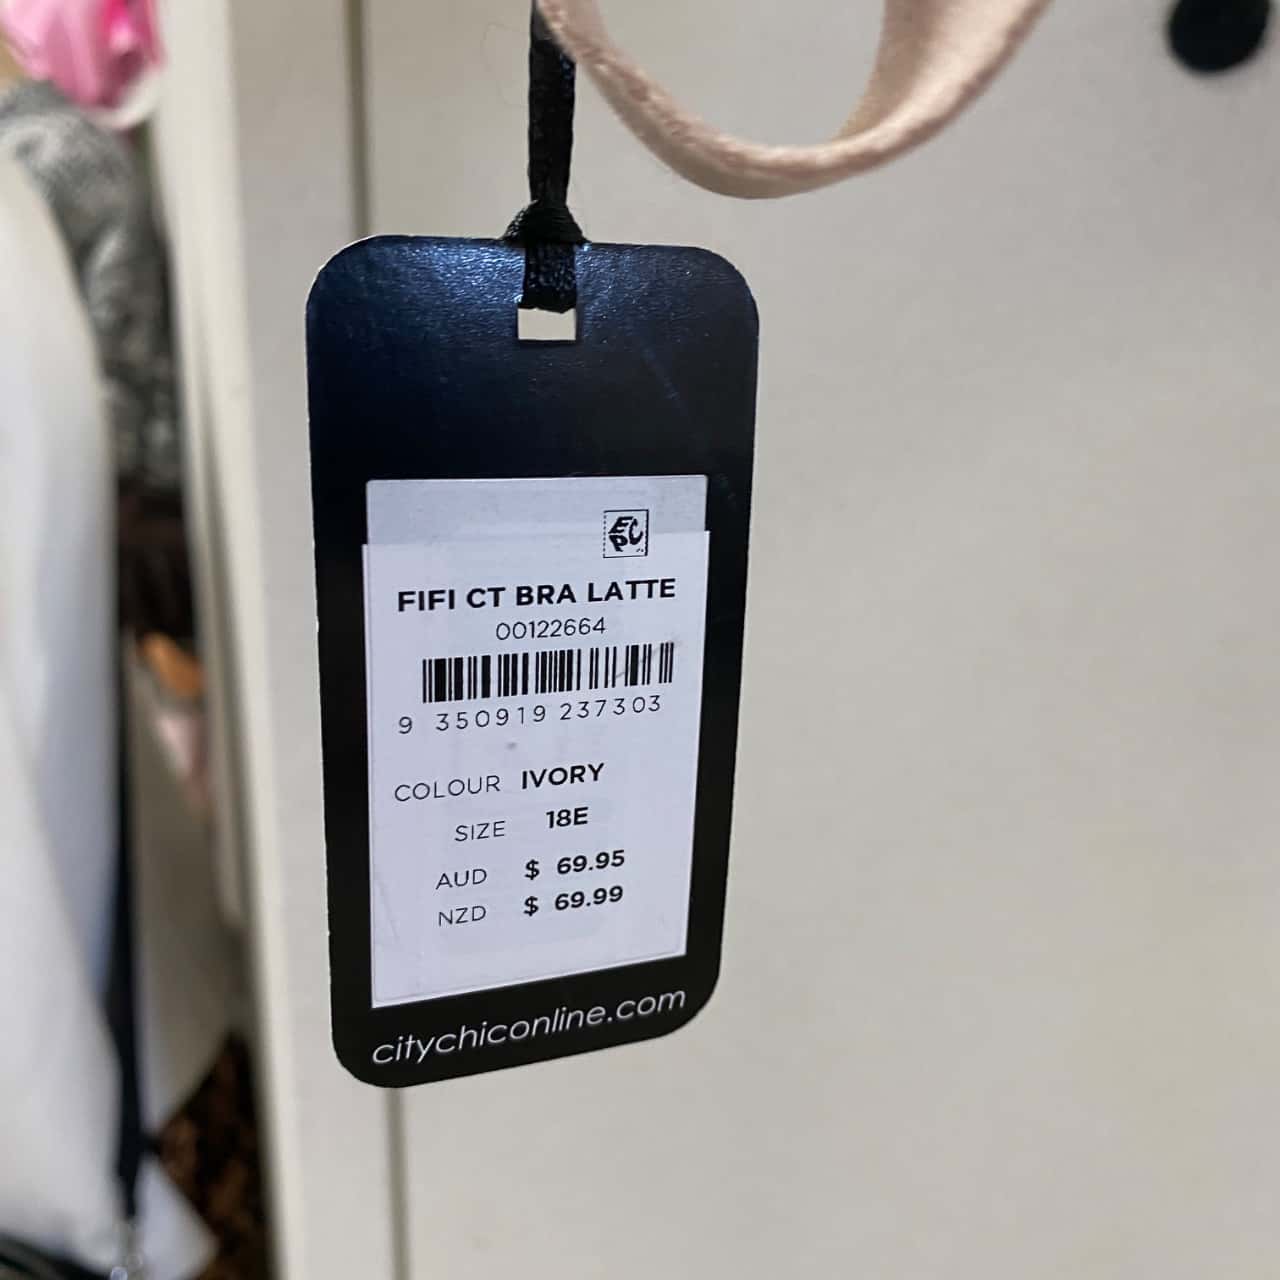 EPC
FIFI CT BRA LATTE
00122664
9 350919 237303
COLOUR IVORY
SIZE 18E
AUD $ 69.95
NZD $ 69.99
citychiconline.com